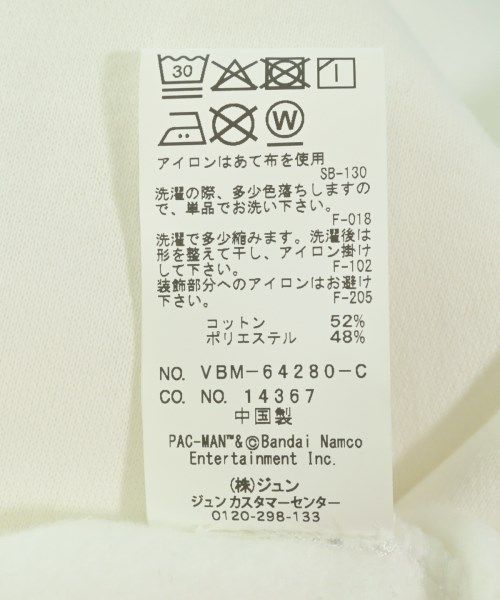 30
W
アイロンはあて布を使用
SB-130
洗濯の際、多少色落ちしますの
で、単品でお洗い下さい。
F-018
洗濯で多少縮みます。洗濯後は
形を整えて干し、アイロン掛け
して下さい。 F-102
装飾部分へのアイロンはお避け
下さい。 F-205
コットン 52%
ポリエステル 48%
NO. VBM-64280-C
CO. NO. 14367
中国製
PAC-MAN™&©Bandai Namco
Entertainment Inc.
(株)ジュン
ジュンカスタマーセンター
0120-298-133